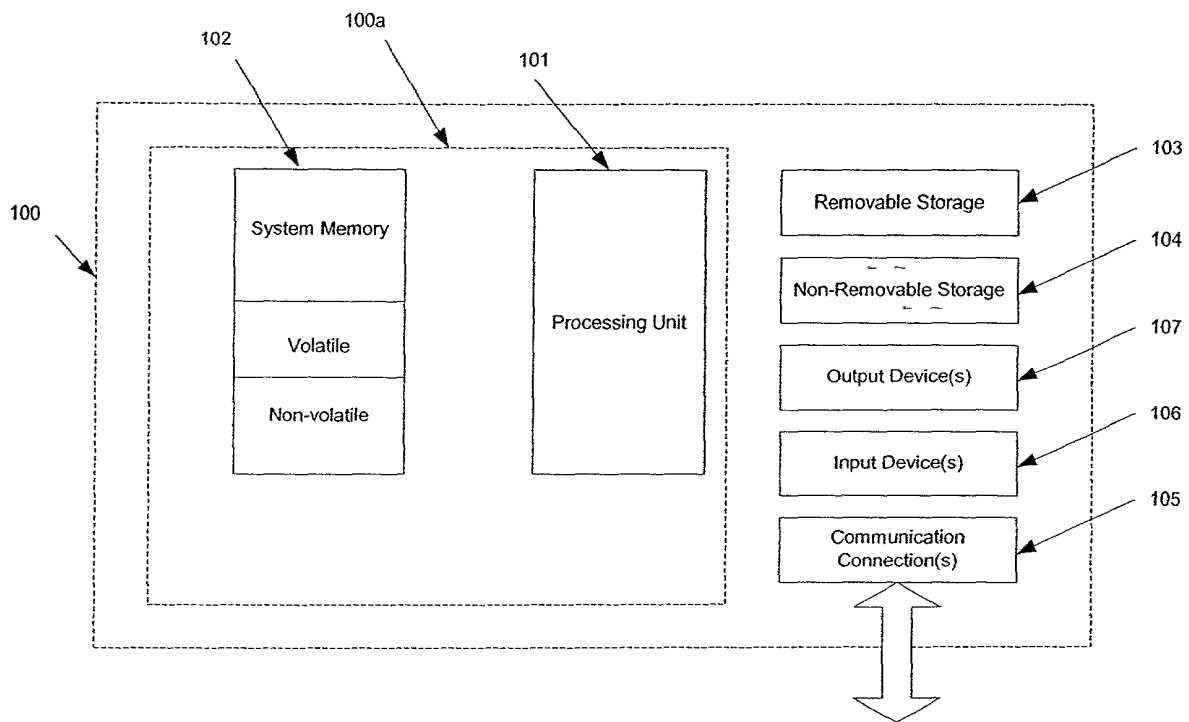 100a
102
101
103
System Memory
Removable Storage
100
104
Non-Removable Storage
Processing Unit
Volatile
107
Output Device(s)
Non-volatile
106
Input Device(s)
105
Communication
Connection(s)